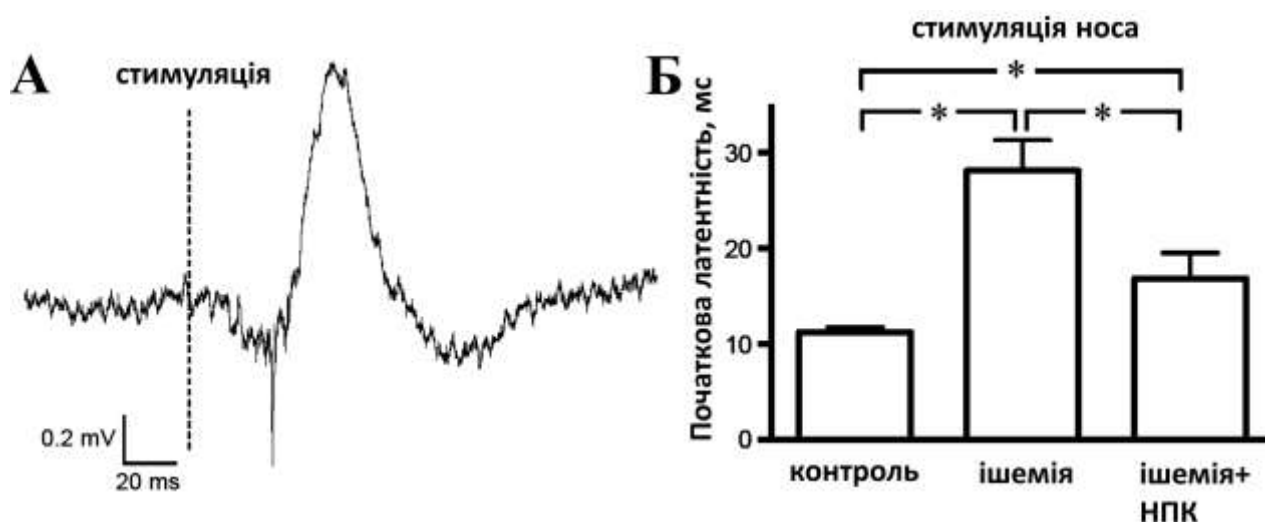 А
стимуляція
0.2 mV
20 ms
Б
стимуляція носа
*
*
*
Початкова латентність, мс
30
20
10
0
контроль
ішемія
ішемія+
НПК